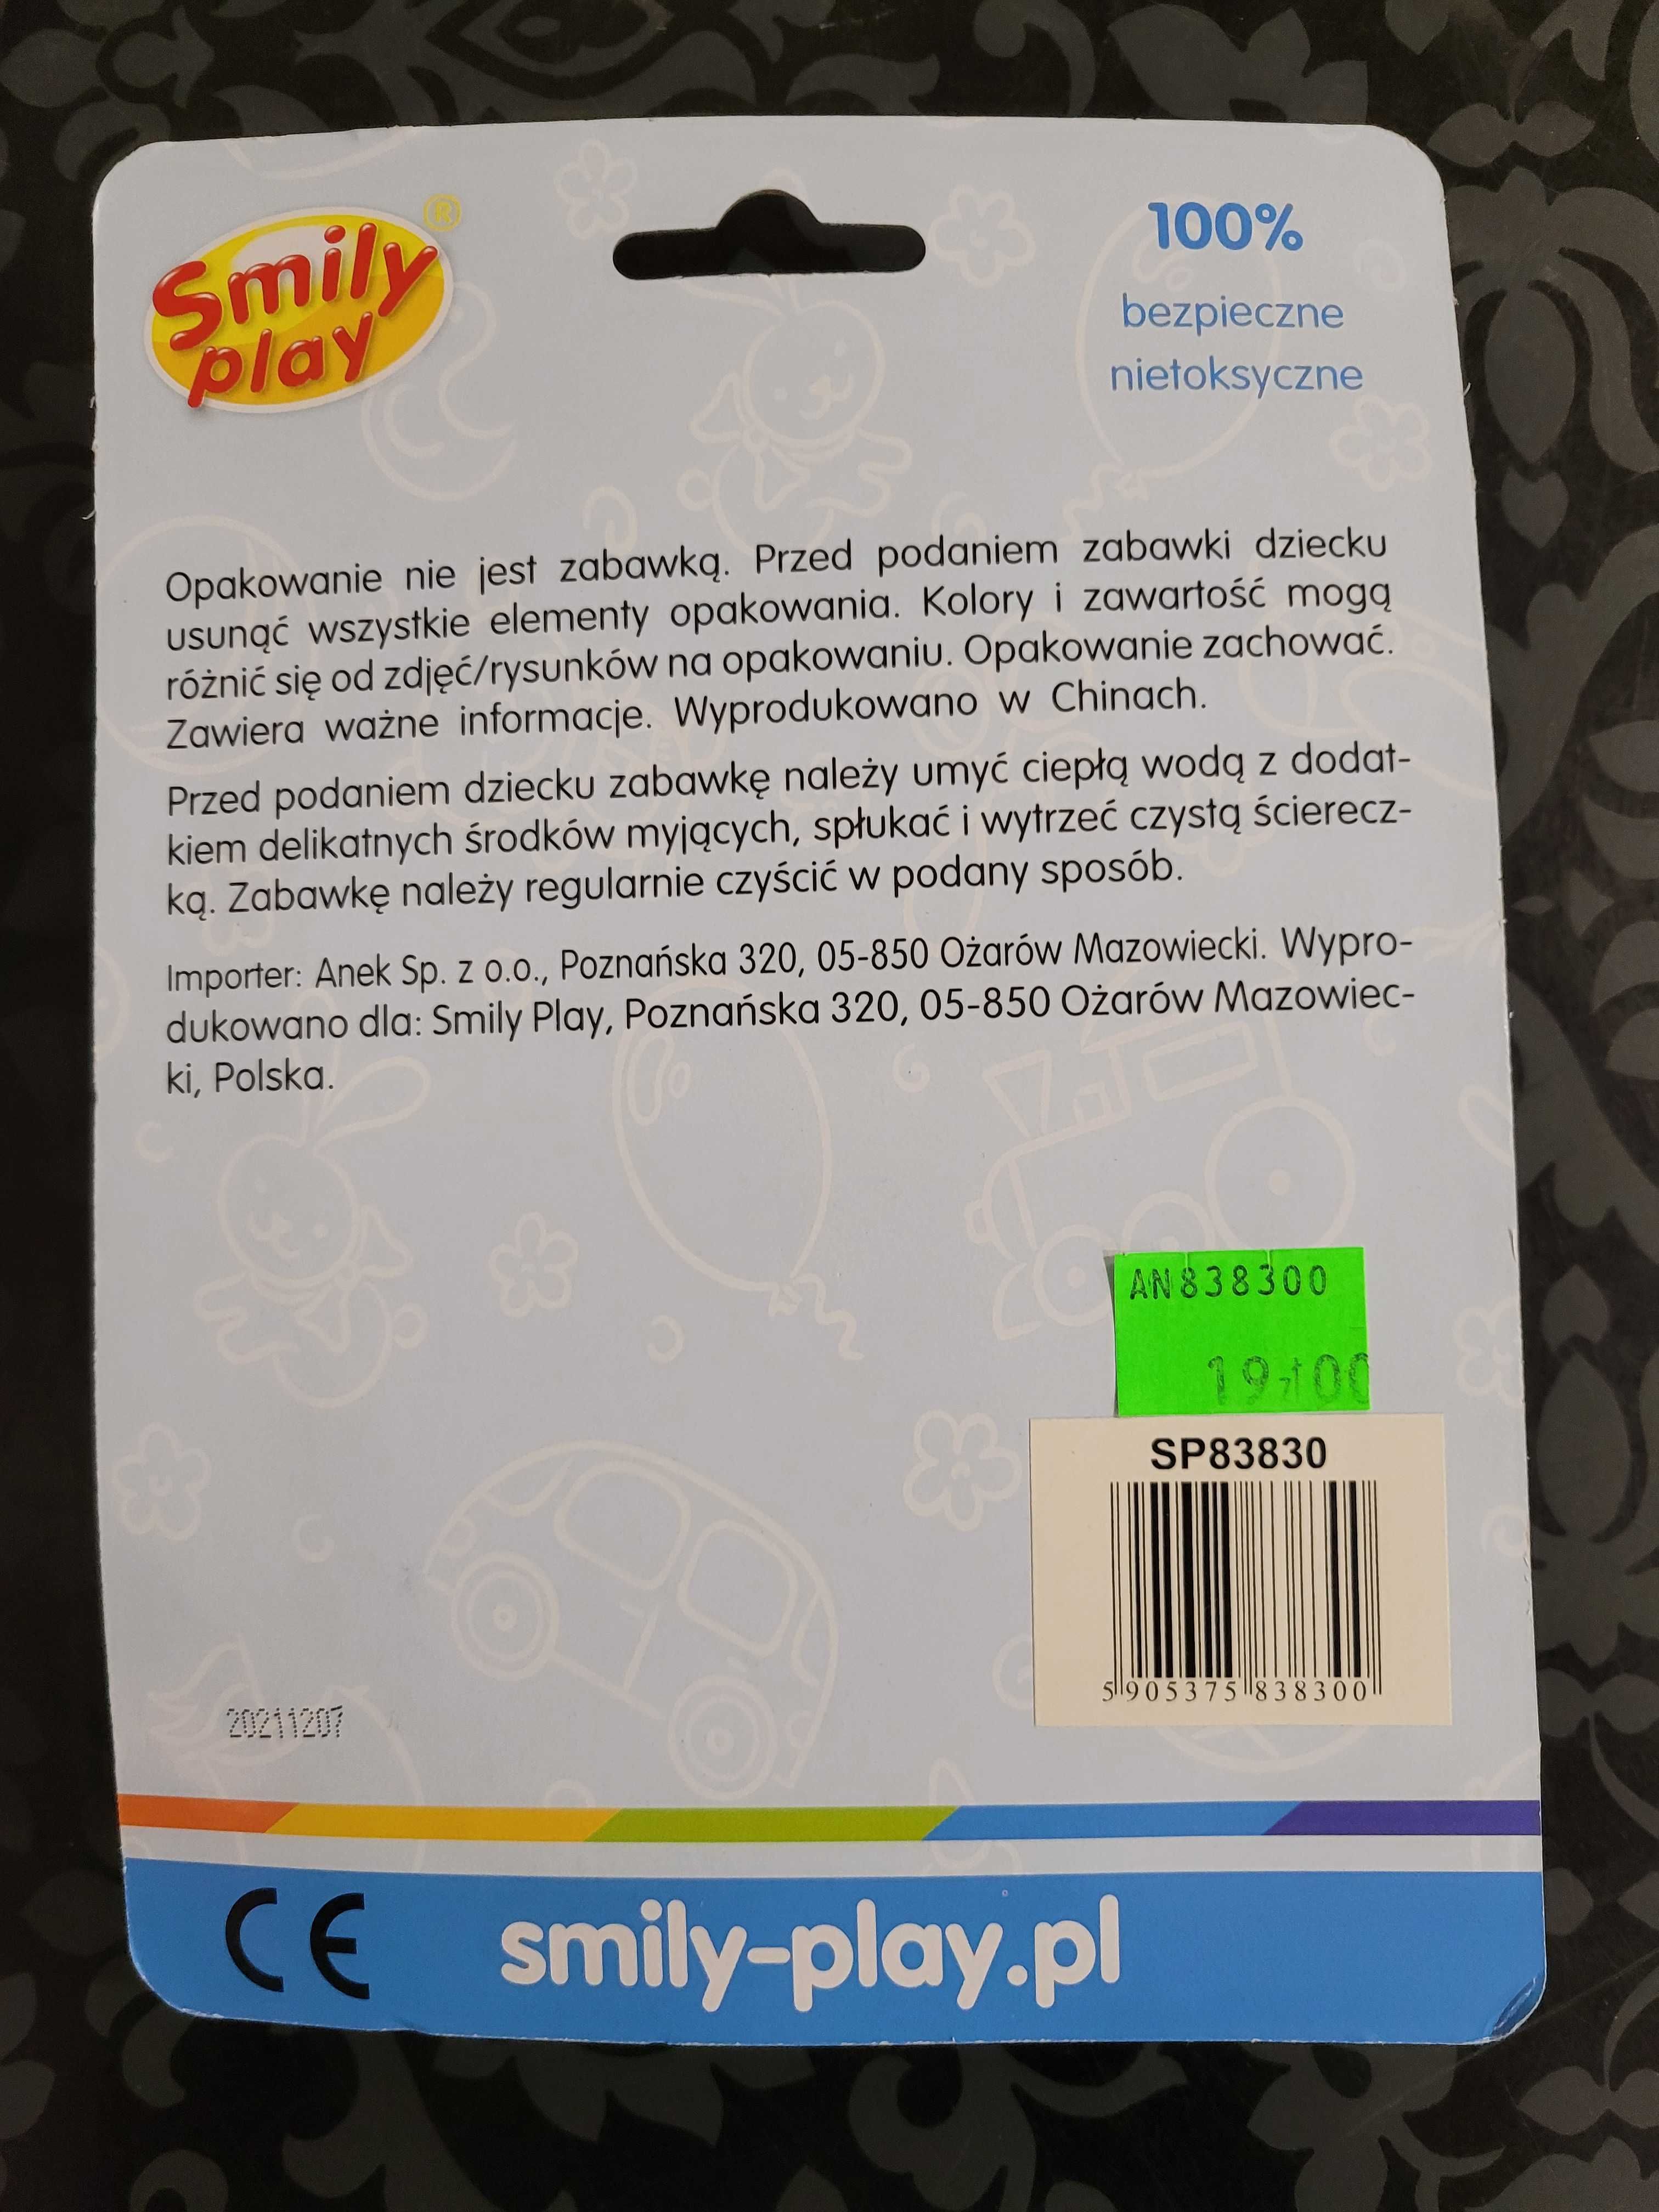 Smily
play
®
100%
bezpieczne
nietoksyczne
Opakowanie nie jest zabawką. Przed podaniem zabawki dziecku
usunąć wszystkie elementy opakowania. Kolory i zawartość mogą
różnić się od zdjęć/rysunków na opakowaniu. Opakowanie zachować.
Zawiera ważne informacje. Wyprodukowano w Chinach.
Przed podaniem dziecku zabawkę należy umyć ciepłą wodą z dodat-
kiem delikatnych środków myjących, spłukać i wytrzeć czystą ścierecz-
ką. Zabawkę należy regularnie czyścić w podany sposób.
Importer: Anek Sp. z o.o., Poznańska 320, 05-850 Ożarów Mazowiecki. Wypro-
dukowano dla: Smily Play, Poznańska 320, 05-850 Ożarów Mazowiec-
ki, Polska.
AN838300
19zł00
SP83830
5 905375 838300
20211207
CE smily-play.pl